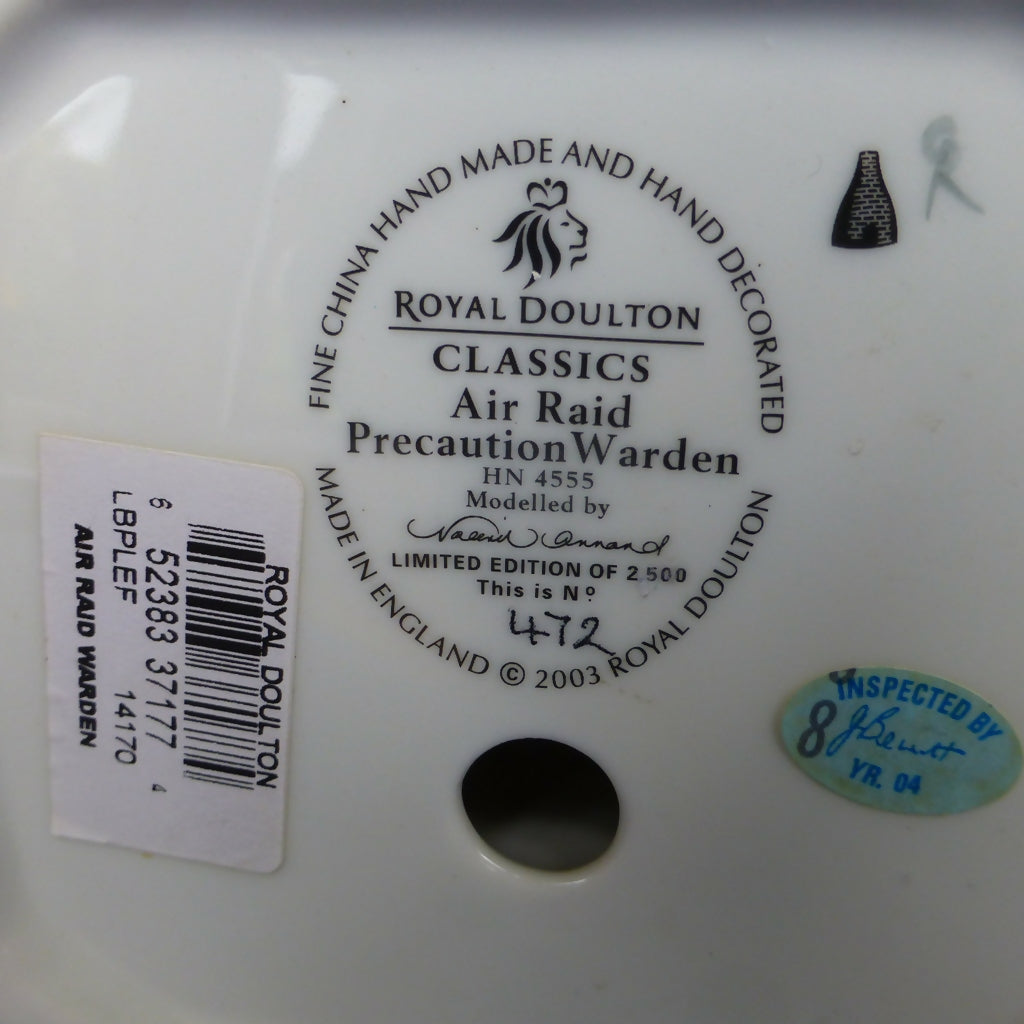 FINE CHINA HAND MADE AND HAND DECORATED
ROYAL DOULTON
CLASSICS
Air Raid
Precaution Warden
HN 4555
Modelled by
LIMITED EDITION OF 2,500
This is Nº
472
MADE IN ENGLAND © 2003 ROYAL DOULTON
R
ROYAL DOULTON
6 52383 37177 4
LBPLEF 14170
AIR RAID WARDEN
INSPECTED BY
8
YR. 04